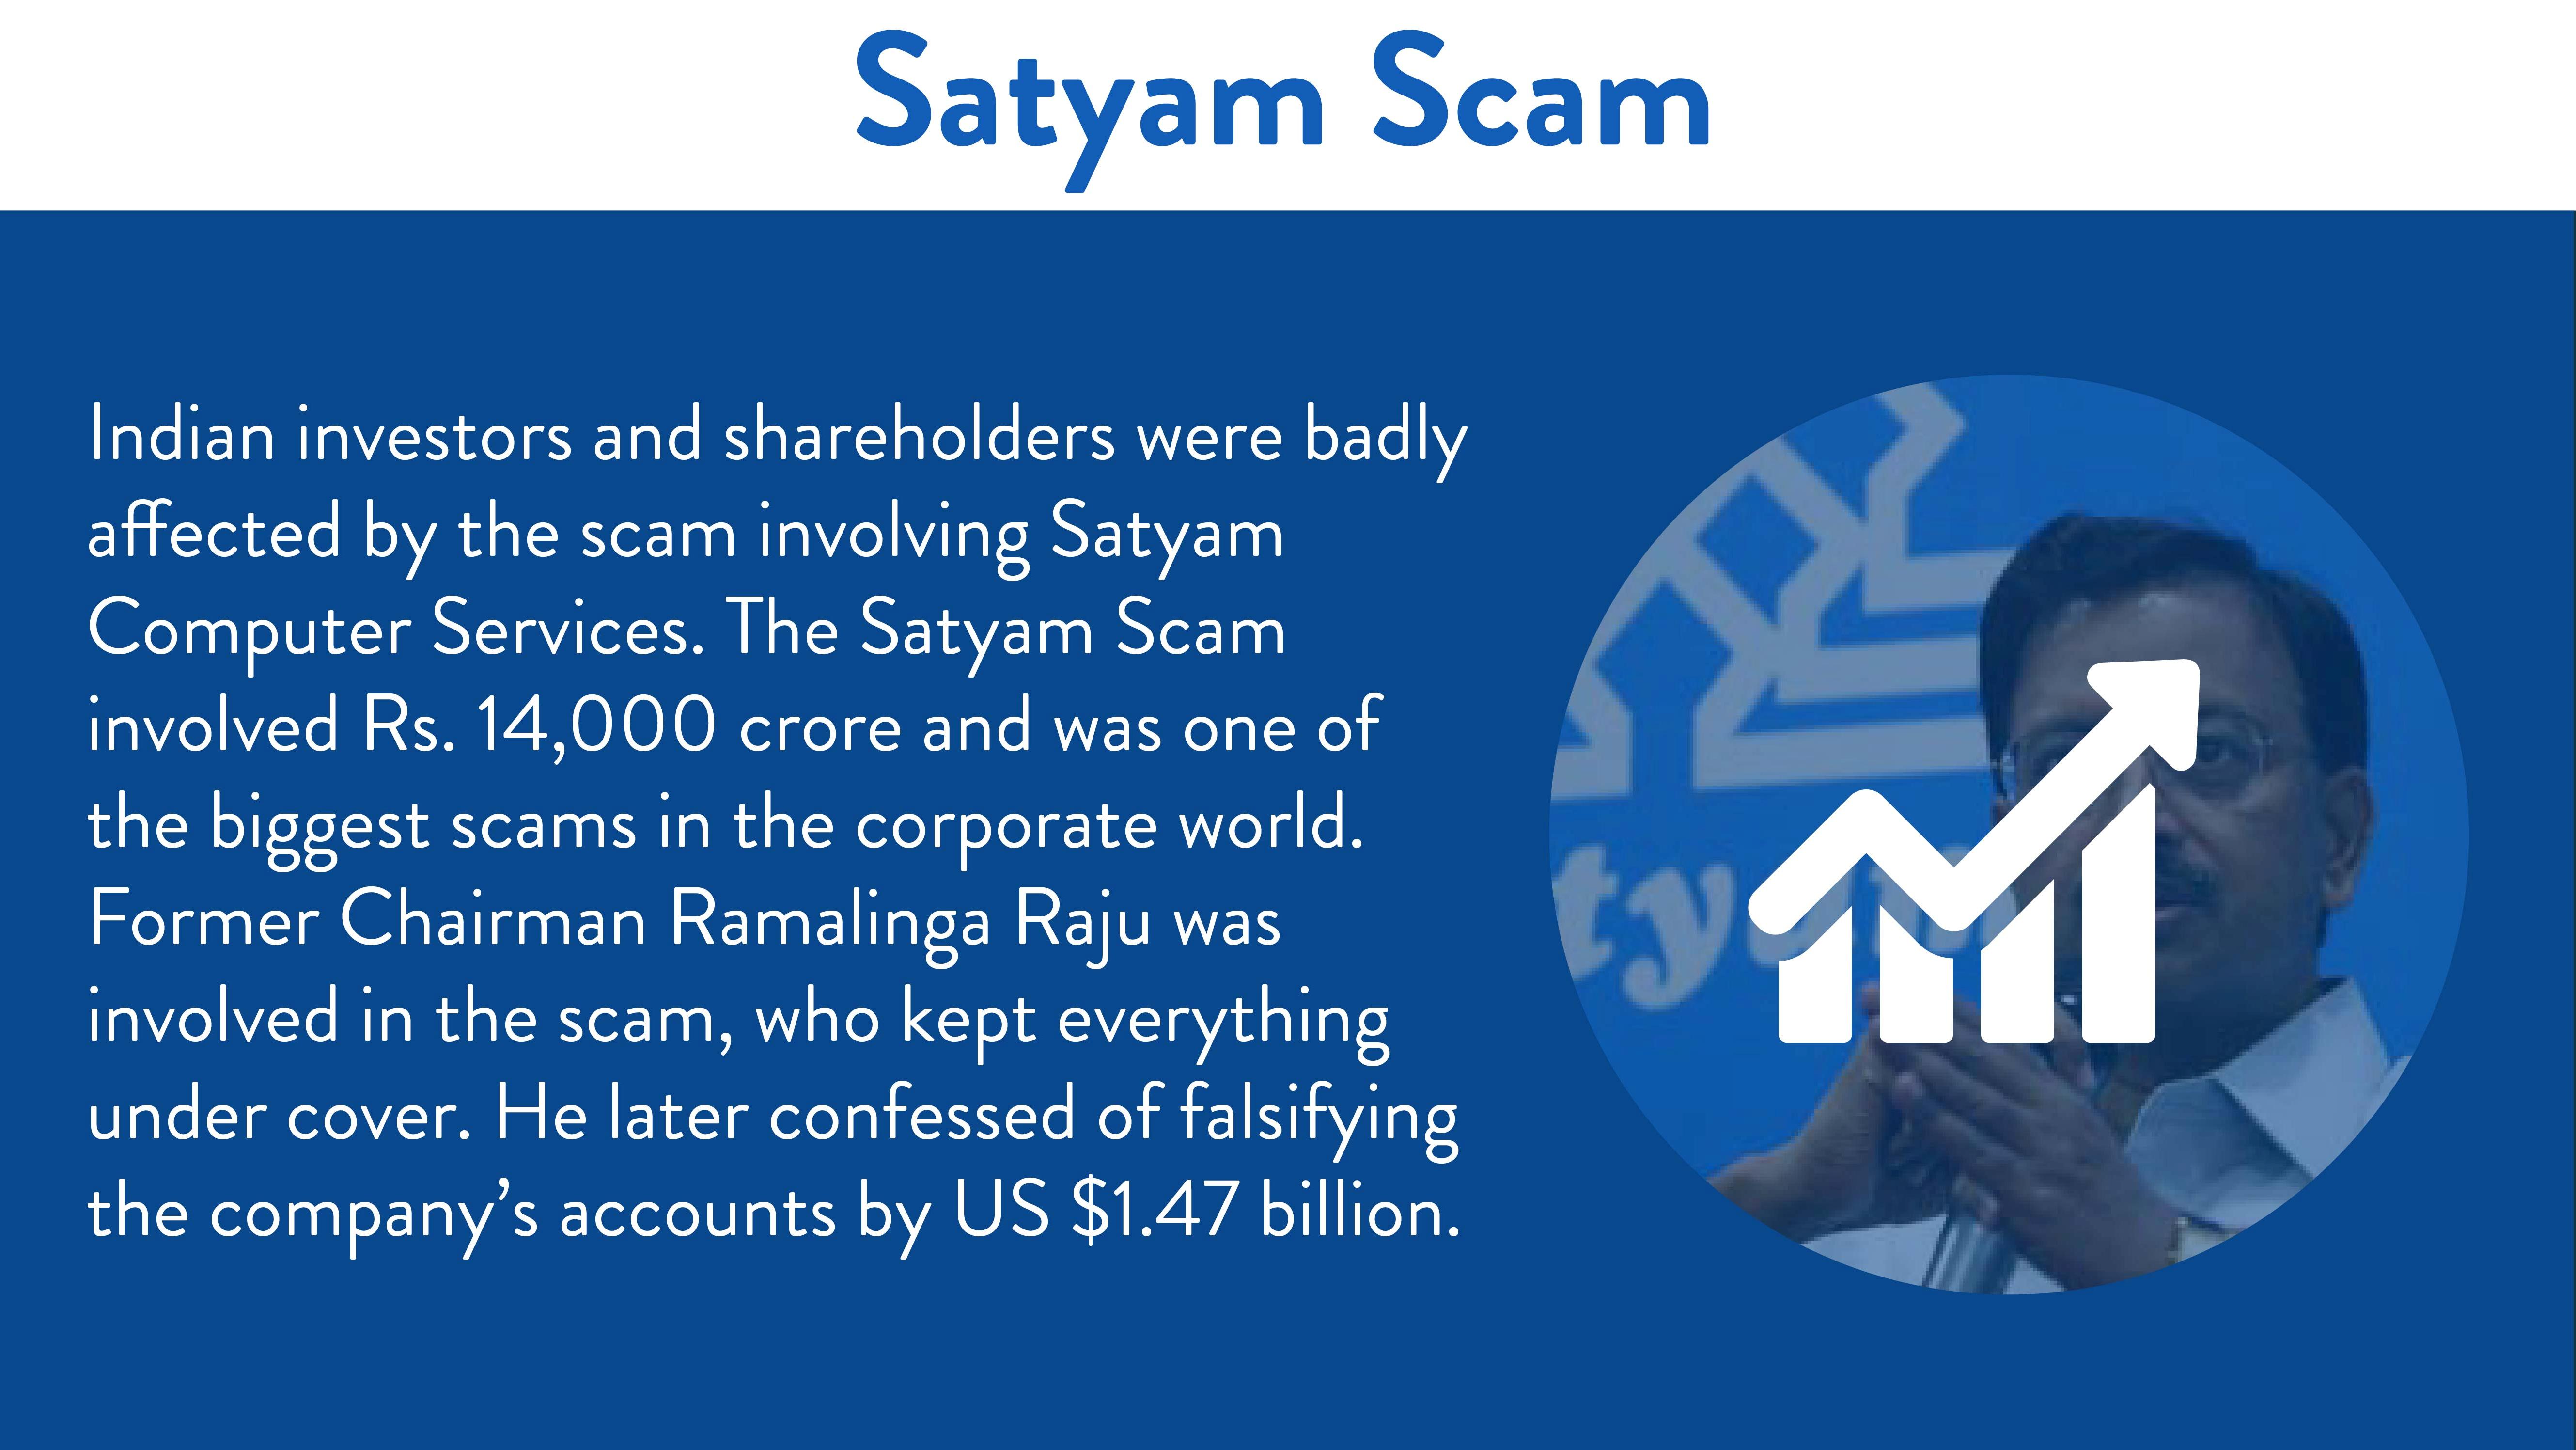 Satyam Scam
Indian investors and shareholders were badly
affected by the scam involving Satyam
Computer Services. The Satyam Scam
involved Rs. 14,000 crore and was one of
the biggest scams in the corporate world.
Former Chairman Ramalinga Raju was
involved in the scam, who kept everything
under cover. He later confessed of falsifying
the company’s accounts by US $1.47 billion.